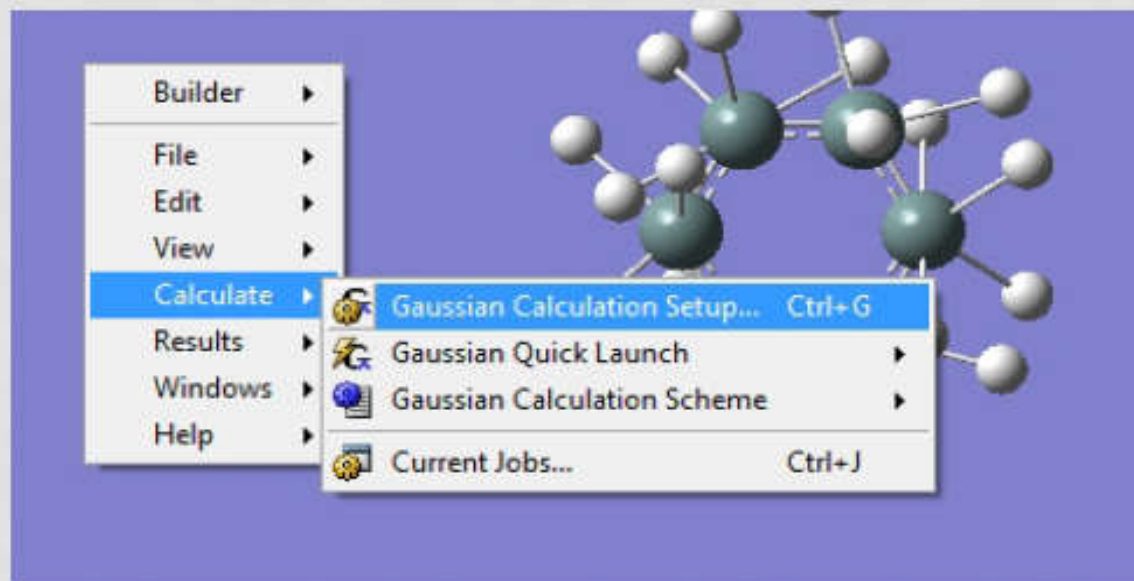 Builder
File
Edit
View
Calculate
Results
Windows
Help
Gaussian Calculation Setup... Ctrl+G
Gaussian Quick Launch
Gaussian Calculation Scheme
Current Jobs... Ctrl+J